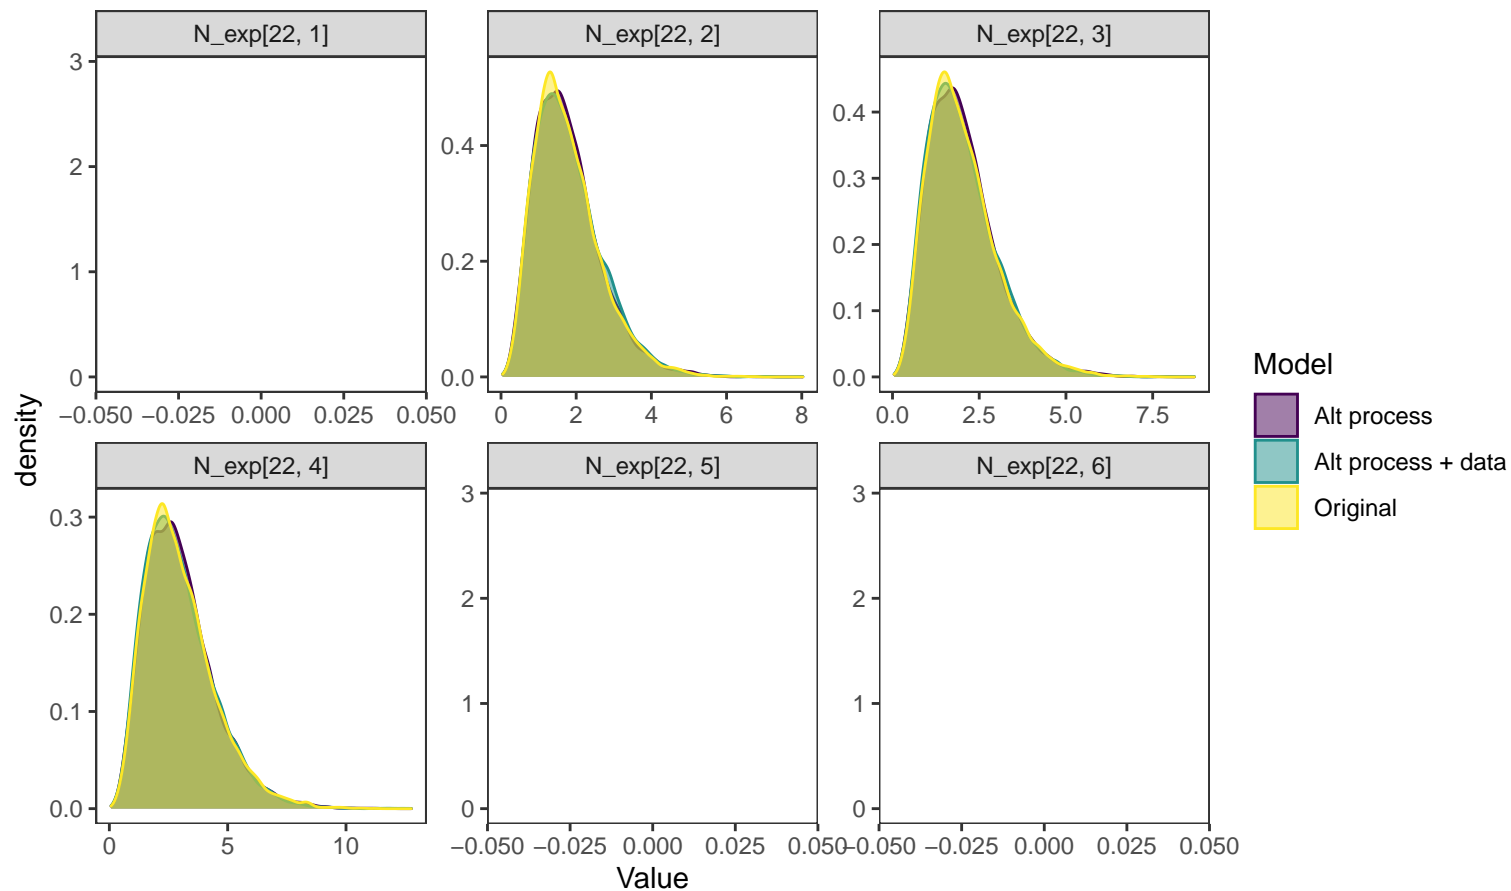 N_exp[22, 1]
N_exp[22, 2]
N_exp[22, 3]
3
2
1
0
0.4
0.2
0.0
0.4
0.3
0.2
0.1
0.0
−0.050 −0.025 0.000 0.025 0.050
0 2 4 6 8
0.0 2.5 5.0 7.5
density
N_exp[22, 4]
N_exp[22, 5]
N_exp[22, 6]
0.3
0.2
0.1
0.0
3
2
1
0
3
2
1
0
0 5 10
−0.050 −0.025 0.000 0.025 0.050
−0.050 −0.025 0.000 0.025 0.050
Value
Model
Alt process
Alt process + data
Original